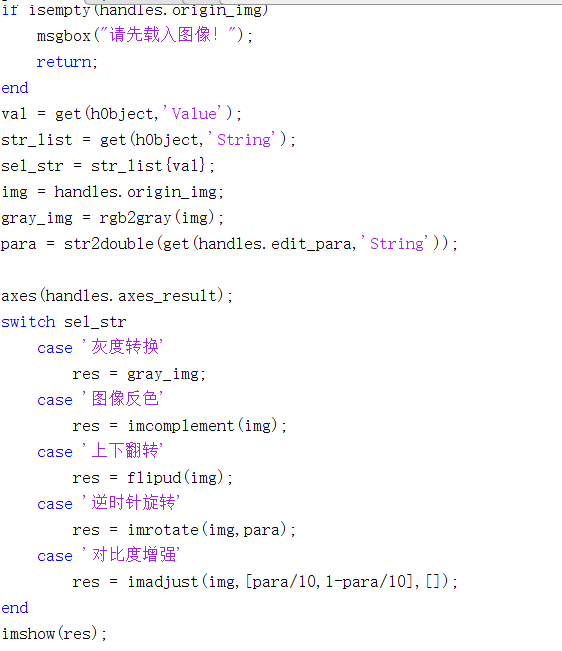 if isempty(handles.origin_img)
    msgbox("请先载入图像！");
    return;
end
val = get(hObject,'Value');
str_list = get(hObject,'String');
sel_str = str_list{val};
img = handles.origin_img;
gray_img = rgb2gray(img);
para = str2double(get(handles.edit_para,'String'));

axes(handles.axes_result);
switch sel_str
    case '灰度转换'
        res = gray_img;
    case '图像反色'
        res = imcomplement(img);
    case '上下翻转'
        res = flipud(img);
    case '逆时针旋转'
        res = imrotate(img,para);
    case '对比度增强'
        res = imadjust(img,[para/10,1-para/10],[]);
end
imshow(res);